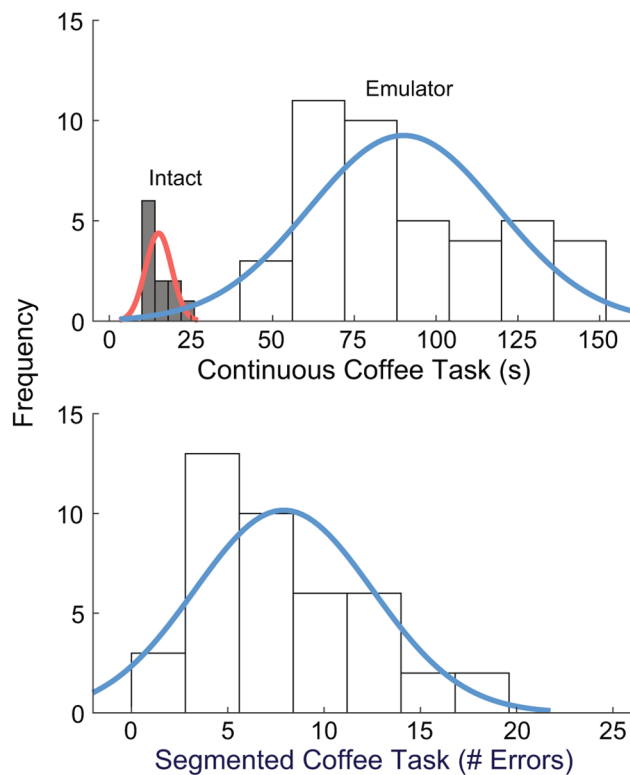 15
10
5
0
Intact
Emulator
0 25 50 75 100 125 150
Continuous Coffee Task (s)
Frequency
15
10
5
0
0 5 10 15 20 25
Segmented Coffee Task (# Errors)